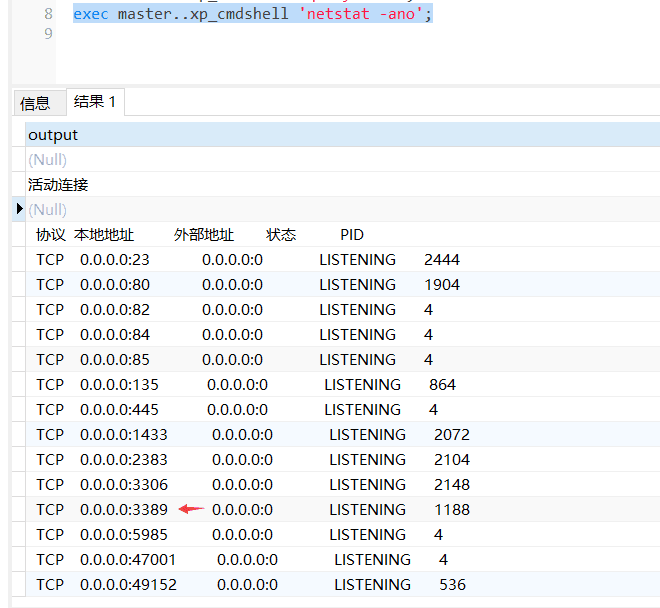 8 exec master..xp_cmdshell 'netstat -ano';
9
信息 结果 1
output
(Null)
活动连接
(Null)
协议 本地地址 外部地址 状态 PID
TCP 0.0.0.0:23 0.0.0.0:0 LISTENING 2444
TCP 0.0.0.0:80 0.0.0.0:0 LISTENING 1904
TCP 0.0.0.0:82 0.0.0.0:0 LISTENING 4
TCP 0.0.0.0:84 0.0.0.0:0 LISTENING 4
TCP 0.0.0.0:85 0.0.0.0:0 LISTENING 4
TCP 0.0.0.0:135 0.0.0.0:0 LISTENING 864
TCP 0.0.0.0:445 0.0.0.0:0 LISTENING 4
TCP 0.0.0.0:1433 0.0.0.0:0 LISTENING 2072
TCP 0.0.0.0:2383 0.0.0.0:0 LISTENING 2104
TCP 0.0.0.0:3306 0.0.0.0:0 LISTENING 2148
TCP 0.0.0.0:3389 0.0.0.0:0 LISTENING 1188
TCP 0.0.0.0:5985 0.0.0.0:0 LISTENING 4
TCP 0.0.0.0:47001 0.0.0.0:0 LISTENING 4
TCP 0.0.0.0:49152 0.0.0.0:0 LISTENING 536